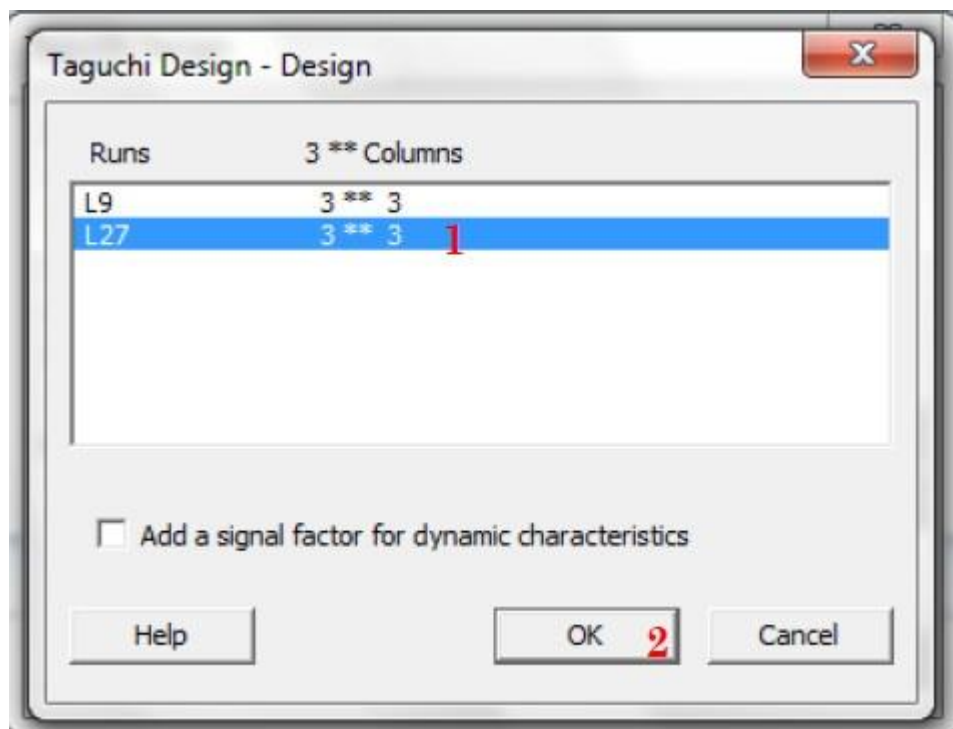 Taguchi Design - Design
Runs 3 ** Columns
L9 3 ** 3
L27 3 ** 3 1
Add a signal factor for dynamic characteristics
Help OK 2 Cancel